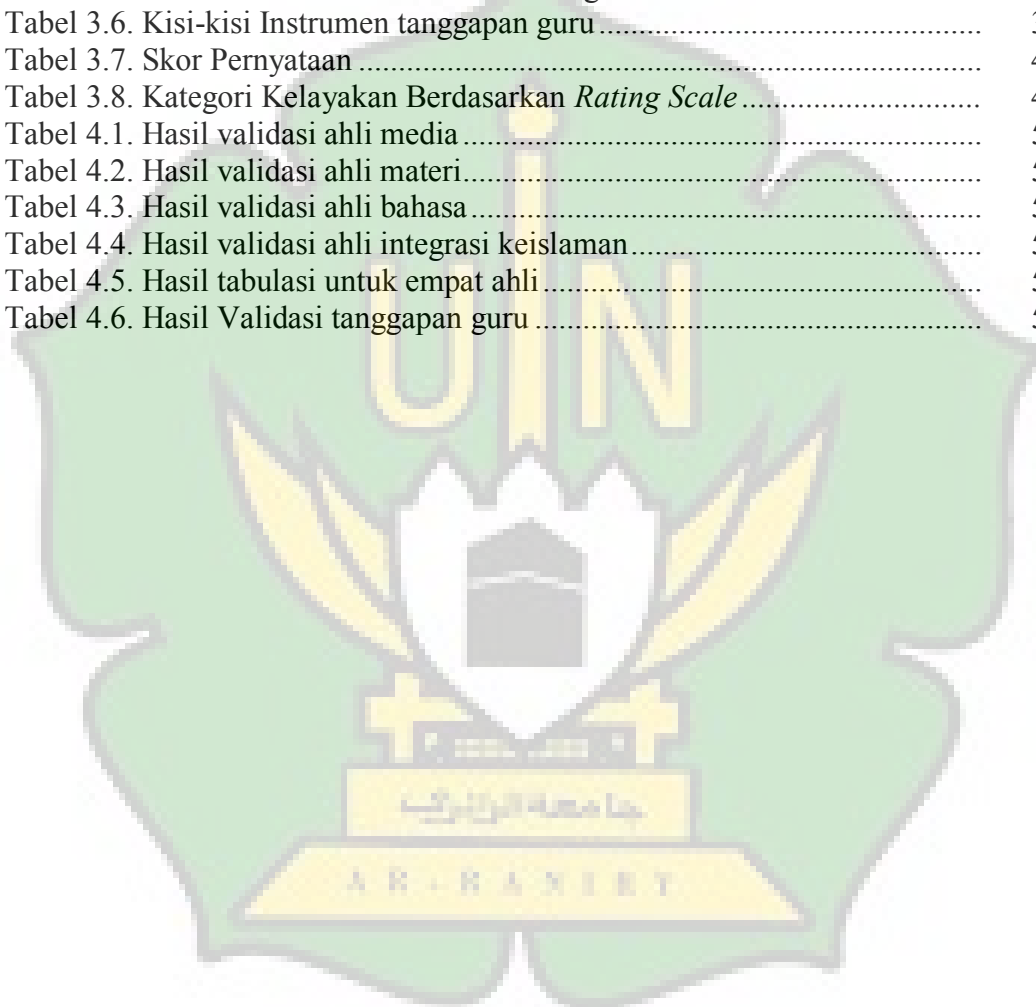 Tabel 3.6. Kisi-kisi Instrumen tanggapan guru
Tabel 3.7. Skor Pernyataan
Tabel 3.8. Kategori Kelayakan Berdasarkan Rating Scale
Tabel 4.1. Hasil validasi ahli media
Tabel 4.2. Hasil validasi ahli materi
Tabel 4.3. Hasil validasi ahli bahasa
Tabel 4.4. Hasil validasi ahli integrasi keislaman
Tabel 4.5. Hasil tabulasi untuk empat ahli
Tabel 4.6. Hasil Validasi tanggapan guru
UIN
جامعة الرانيري
AR-RANIRY